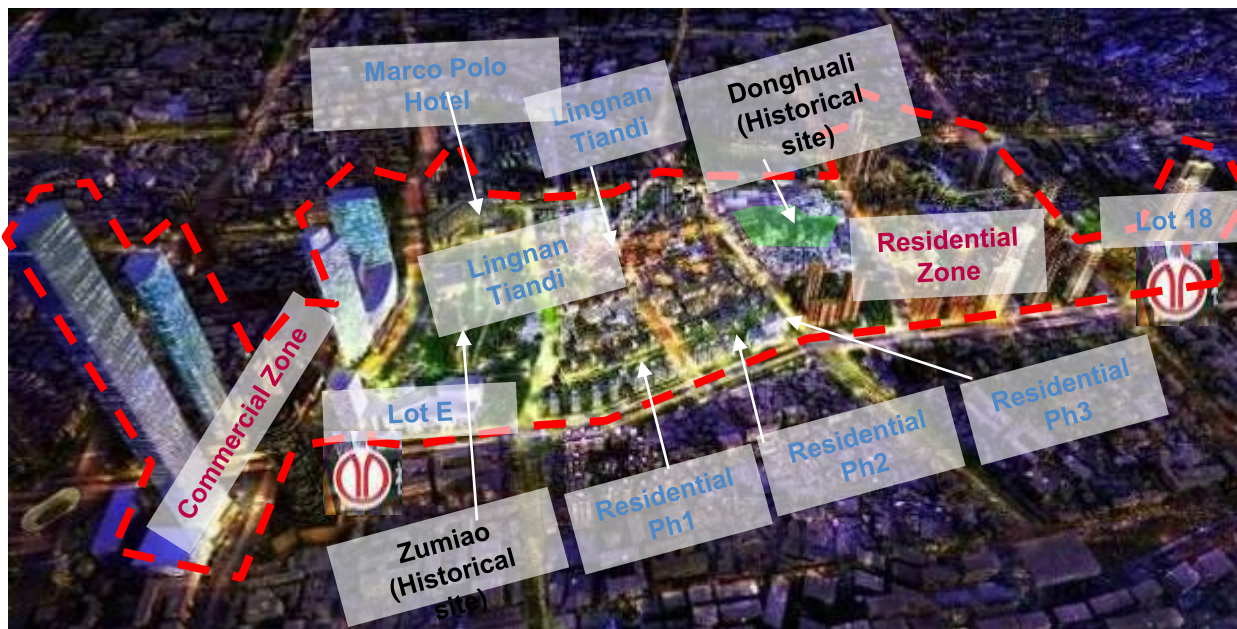 Marco Polo
Hotel
Lingnan
Tiandi
Donghuali
(Historical
site)
Lingnan
Tiandi
Residential
Zone
Lot 18
Commercial Zone
Lot E
Zumiao
(Historical
site)
Residential
Ph1
Residential
Ph2
Residential
Ph3